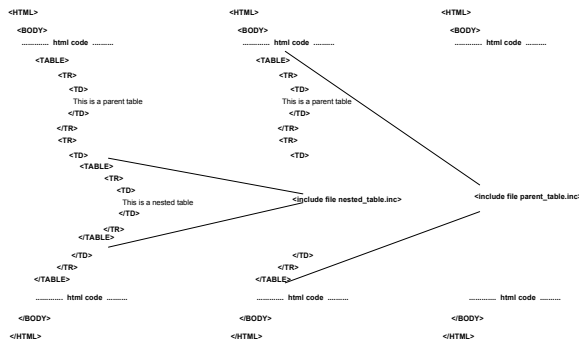 <HTML>
<BODY>
.............. html code ...........
<TABLE>
<TR>
<TD>
This is a parent table
</TD>
</TR>
<TR>
<TD>
<TABLE>
<TR>
<TD>
This is a nested table
</TD>
</TR>
</TABLE>
</TD>
</TR>
</TABLE>
.............. html code ...........
</BODY>
</HTML>
<HTML>
<BODY>
.............. html code ...........
<TABLE>
<TR>
<TD>
This is a parent table
</TD>
</TR>
<TR>
<TD>
<include file nested_table.inc>
</TD>
</TR>
</TABLE>
.............. html code ...........
</BODY>
</HTML>
<HTML>
<BODY>
.............. html code ...........
<include file parent_table.inc>
.............. html code ...........
</BODY>
</HTML>